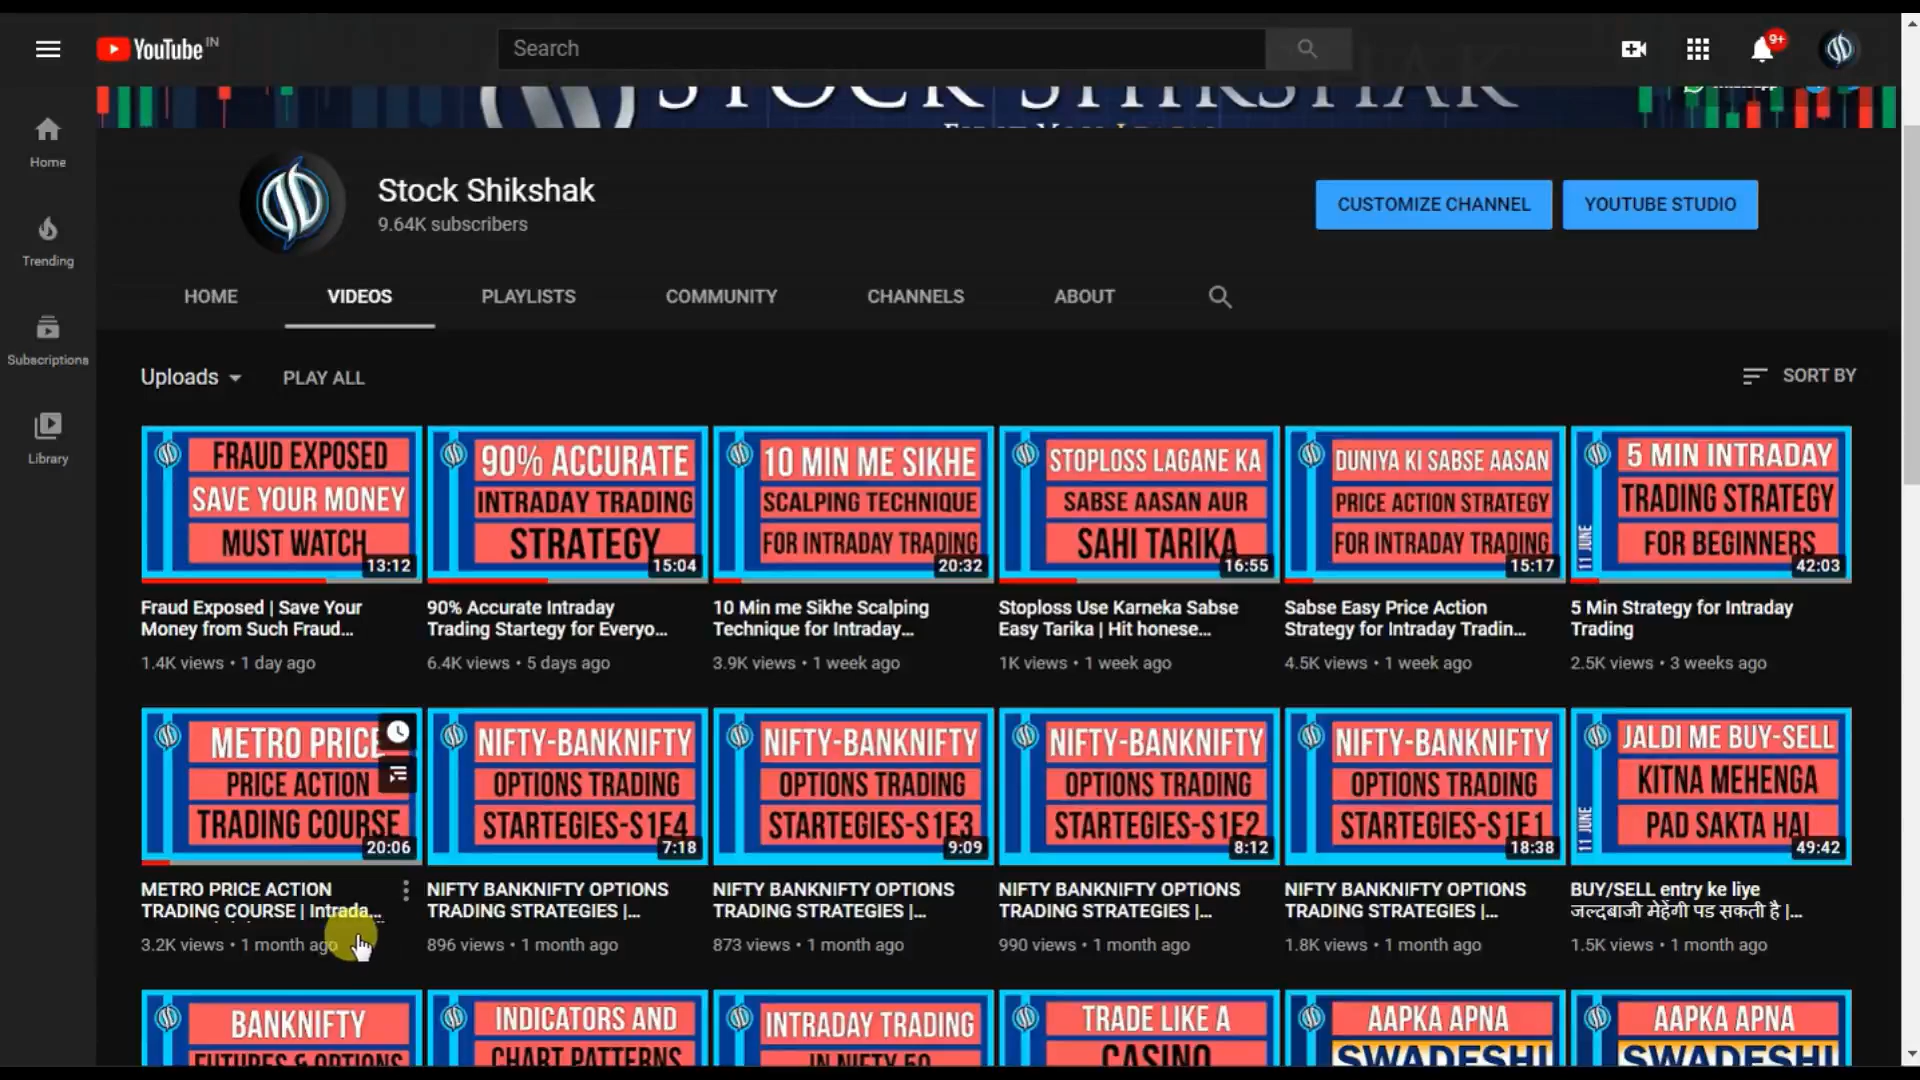 YouTube IN
Search
9+
STOCK SHIKSHAK
Home
Trending
Subscriptions
Library
Stock Shikshak
9.64K subscribers
CUSTOMIZE CHANNEL
YOUTUBE STUDIO
HOME
VIDEOS
PLAYLISTS
COMMUNITY
CHANNELS
ABOUT
Uploads
PLAY ALL
SORT BY
FRAUD EXPOSED
SAVE YOUR MONEY
MUST WATCH
13:12
90% ACCURATE
INTRADAY TRADING
STRATEGY
15:04
10 MIN ME SIKHE
SCALPING TECHNIQUE
FOR INTRADAY TRADING
20:32
STOPLOSS LAGANE KA
SABSE AASAN AUR
SAHI TARIKA
16:55
DUNIYA KI SABSE AASAN
PRICE ACTION STRATEGY
FOR INTRADAY TRADING
15:17
5 MIN INTRADAY
TRADING STRATEGY
FOR BEGINNERS
11 JUNE
42:03
Fraud Exposed | Save Your
Money from Such Fraud...
1.4K views • 1 day ago
90% Accurate Intraday
Trading Startegy for Everyo...
6.4K views • 5 days ago
10 Min me Sikhe Scalping
Technique for Intraday...
3.9K views • 1 week ago
Stoploss Use Karneka Sabse
Easy Tarika | Hit honese...
1K views • 1 week ago
Sabse Easy Price Action
Strategy for Intraday Tradin...
4.5K views • 1 week ago
5 Min Strategy for Intraday
Trading
2.5K views • 3 weeks ago
METRO PRICE
PRICE ACTION
TRADING COURSE
20:06
NIFTY-BANKNIFTY
OPTIONS TRADING
STARTEGIES-S1E4
7:18
NIFTY-BANKNIFTY
OPTIONS TRADING
STARTEGIES-S1E3
9:09
NIFTY-BANKNIFTY
OPTIONS TRADING
STARTEGIES-S1E2
8:12
NIFTY-BANKNIFTY
OPTIONS TRADING
STARTEGIES-S1E1
18:38
JALDI ME BUY-SELL
KITNA MEHENGA
PAD SAKTA HAI
11 JUNE
49:42
METRO PRICE ACTION
TRADING COURSE | Intrada...
3.2K views • 1 month ago
NIFTY BANKNIFTY OPTIONS
TRADING STRATEGIES |...
896 views • 1 month ago
NIFTY BANKNIFTY OPTIONS
TRADING STRATEGIES |...
873 views • 1 month ago
NIFTY BANKNIFTY OPTIONS
TRADING STRATEGIES |...
990 views • 1 month ago
NIFTY BANKNIFTY OPTIONS
TRADING STRATEGIES |...
1.8K views • 1 month ago
BUY/SELL entry ke liye
जल्दबाजी मेहेंगी पड सकती है |...
1.5K views • 1 month ago
BANKNIFTY
FUTURES & OPTIONS
INDICATORS AND
CHART PATTERNS
INTRADAY TRADING
IN NIFTY 50
TRADE LIKE A
CASINO
AAPKA APNA
SWADESHI
AAPKA APNA
SWADESHI